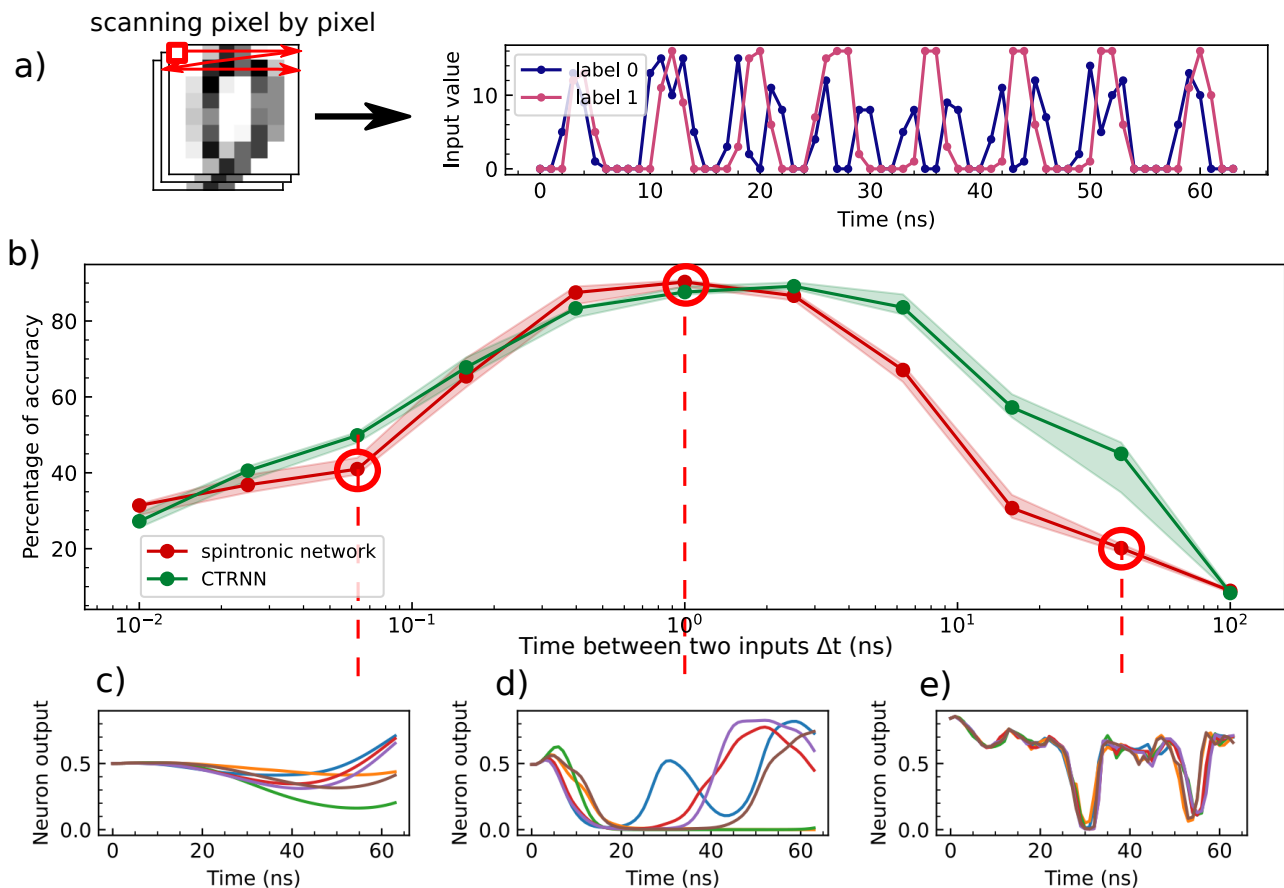 scanning pixel by pixel
a)
label 0
label 1
Input value
0
10
0
10
20
30
40
50
60
Time (ns)
b)
Percentage of accuracy
20
40
60
80
spintronic network
CTRNN
10⁻²
10⁻¹
10⁰
10¹
10²
Time between two inputs Δt (ns)
c)
Neuron output
0.0
0.5
0
20
40
60
Time (ns)
d)
Neuron output
0.0
0.5
0
20
40
60
Time (ns)
e)
Neuron output
0.0
0.5
0
20
40
60
Time (ns)